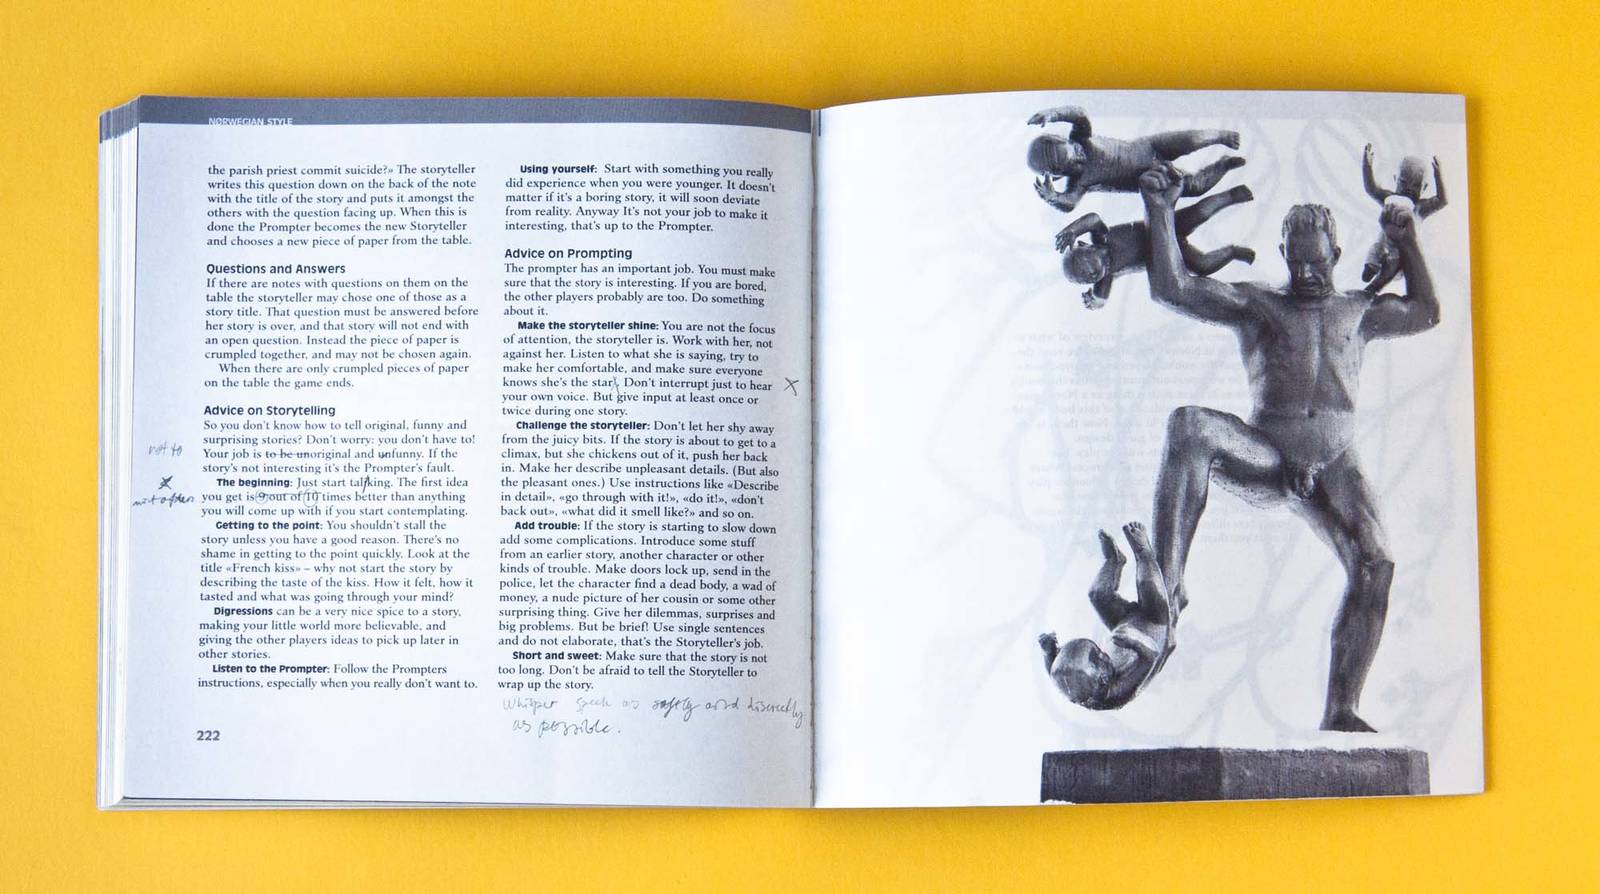 NØRWEGIAN STYLE
the parish priest commit suicide?» The storyteller
writes this question down on the back of the note
with the title of the story and puts it amongst the
others with the question facing up. When this is
done the Prompter becomes the new Storyteller
and chooses a new piece of paper from the table.
Questions and Answers
If there are notes with questions on them on the
table the storyteller may chose one of those as a
story title. That question must be answered before
her story is over, and that story will not end with
an open question. Instead the piece of paper is
crumpled together, and may not be chosen again.
When there are only crumpled pieces of paper
on the table the game ends.
Advice on Storytelling
So you don't know how to tell original, funny and
surprising stories? Don't worry: you don't have to!
not to
Your job is to be unoriginal and unfunny. If the
story's not interesting it's the Prompter's fault.
The beginning: Just start talking. The first idea
most often
you get is 9 out of 10 times better than anything
you will come up with if you start contemplating.
Getting to the point: You shouldn't stall the
story unless you have a good reason. There's no
shame in getting to the point quickly. Look at the
title «French kiss» – why not start the story by
describing the taste of the kiss. How it felt, how it
tasted and what was going through your mind?
Digressions can be a very nice spice to a story,
making your little world more believable, and
giving the other players ideas to pick up later in
other stories.
Listen to the Prompter: Follow the Prompters
instructions, especially when you really don't want to.
222
Using yourself: Start with something you really
did experience when you were younger. It doesn't
matter if it's a boring story, it will soon deviate
from reality. Anyway It's not your job to make it
interesting, that's up to the Prompter.
Advice on Prompting
The prompter has an important job. You must make
sure that the story is interesting. If you are bored,
the other players probably are too. Do something
about it.
Make the storyteller shine: You are not the focus
of attention, the storyteller is. Work with her, not
against her. Listen to what she is saying, try to
make her comfortable, and make sure everyone
knows she's the star. Don't interrupt just to hear
your own voice. But give input at least once or
twice during one story.
Challenge the storyteller: Don't let her shy away
from the juicy bits. If the story is about to get to a
climax, but she chickens out of it, push her back
in. Make her describe unpleasant details. (But also
the pleasant ones.) Use instructions like «Describe
in detail», «go through with it!», «do it!», «don't
back out», «what did it smell like?» and so on.
Add trouble: If the story is starting to slow down
add some complications. Introduce some stuff
from an earlier story, another character or other
kinds of trouble. Make doors lock up, send in the
police, let the character find a dead body, a wad of
money, a nude picture of her cousin or some other
surprising thing. Give her dilemmas, surprises and
big problems. But be brief! Use single sentences
and do not elaborate, that's the Storyteller's job.
Short and sweet: Make sure that the story is not
too long. Don't be afraid to tell the Storyteller to
wrap up the story.
Whisper speek as softly and discreetly
as possible.